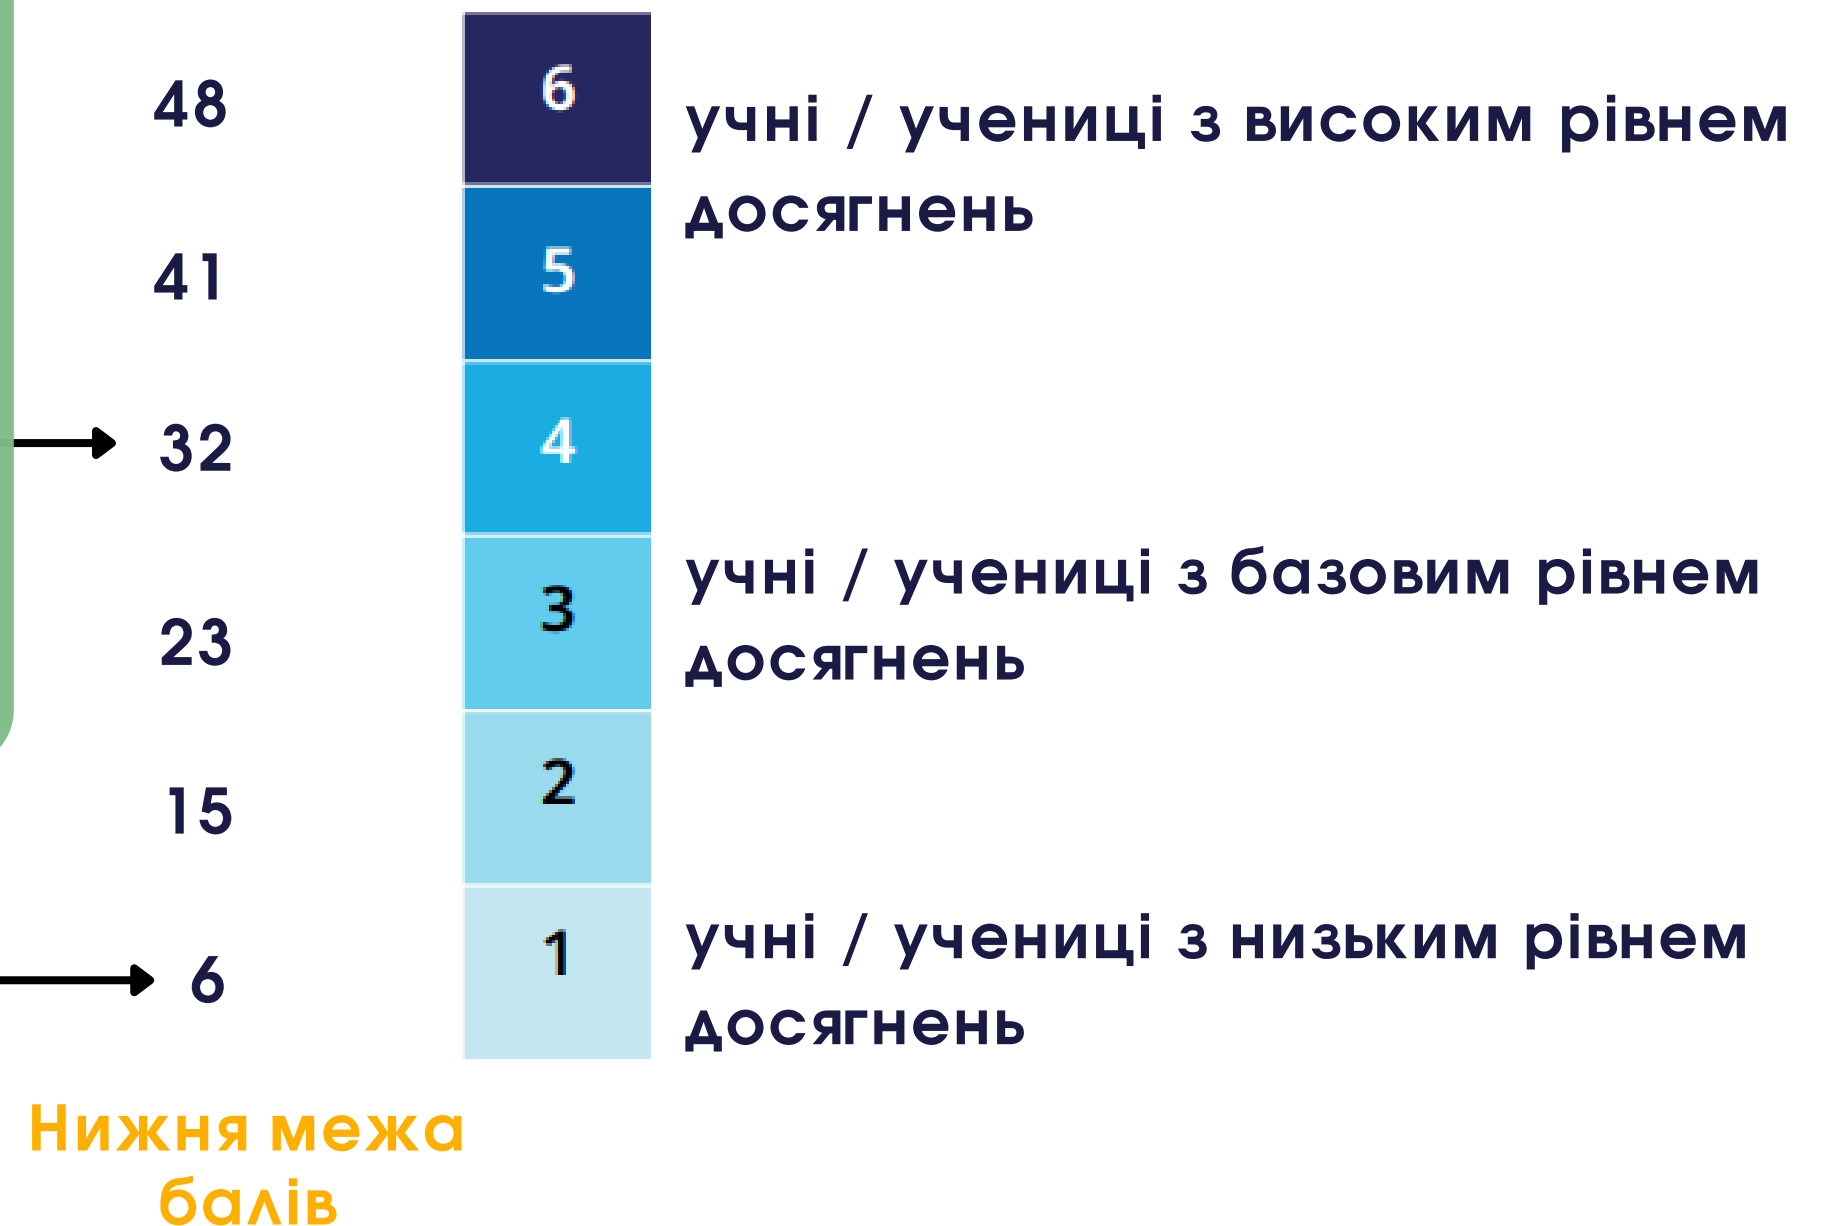 48
6
учні / учениці з високим рівнем
досягнень
41
5
32
4
23
3
учні / учениці з базовим рівнем
досягнень
15
2
6
1
учні / учениці з низьким рівнем
досягнень
Нижня межа
балів